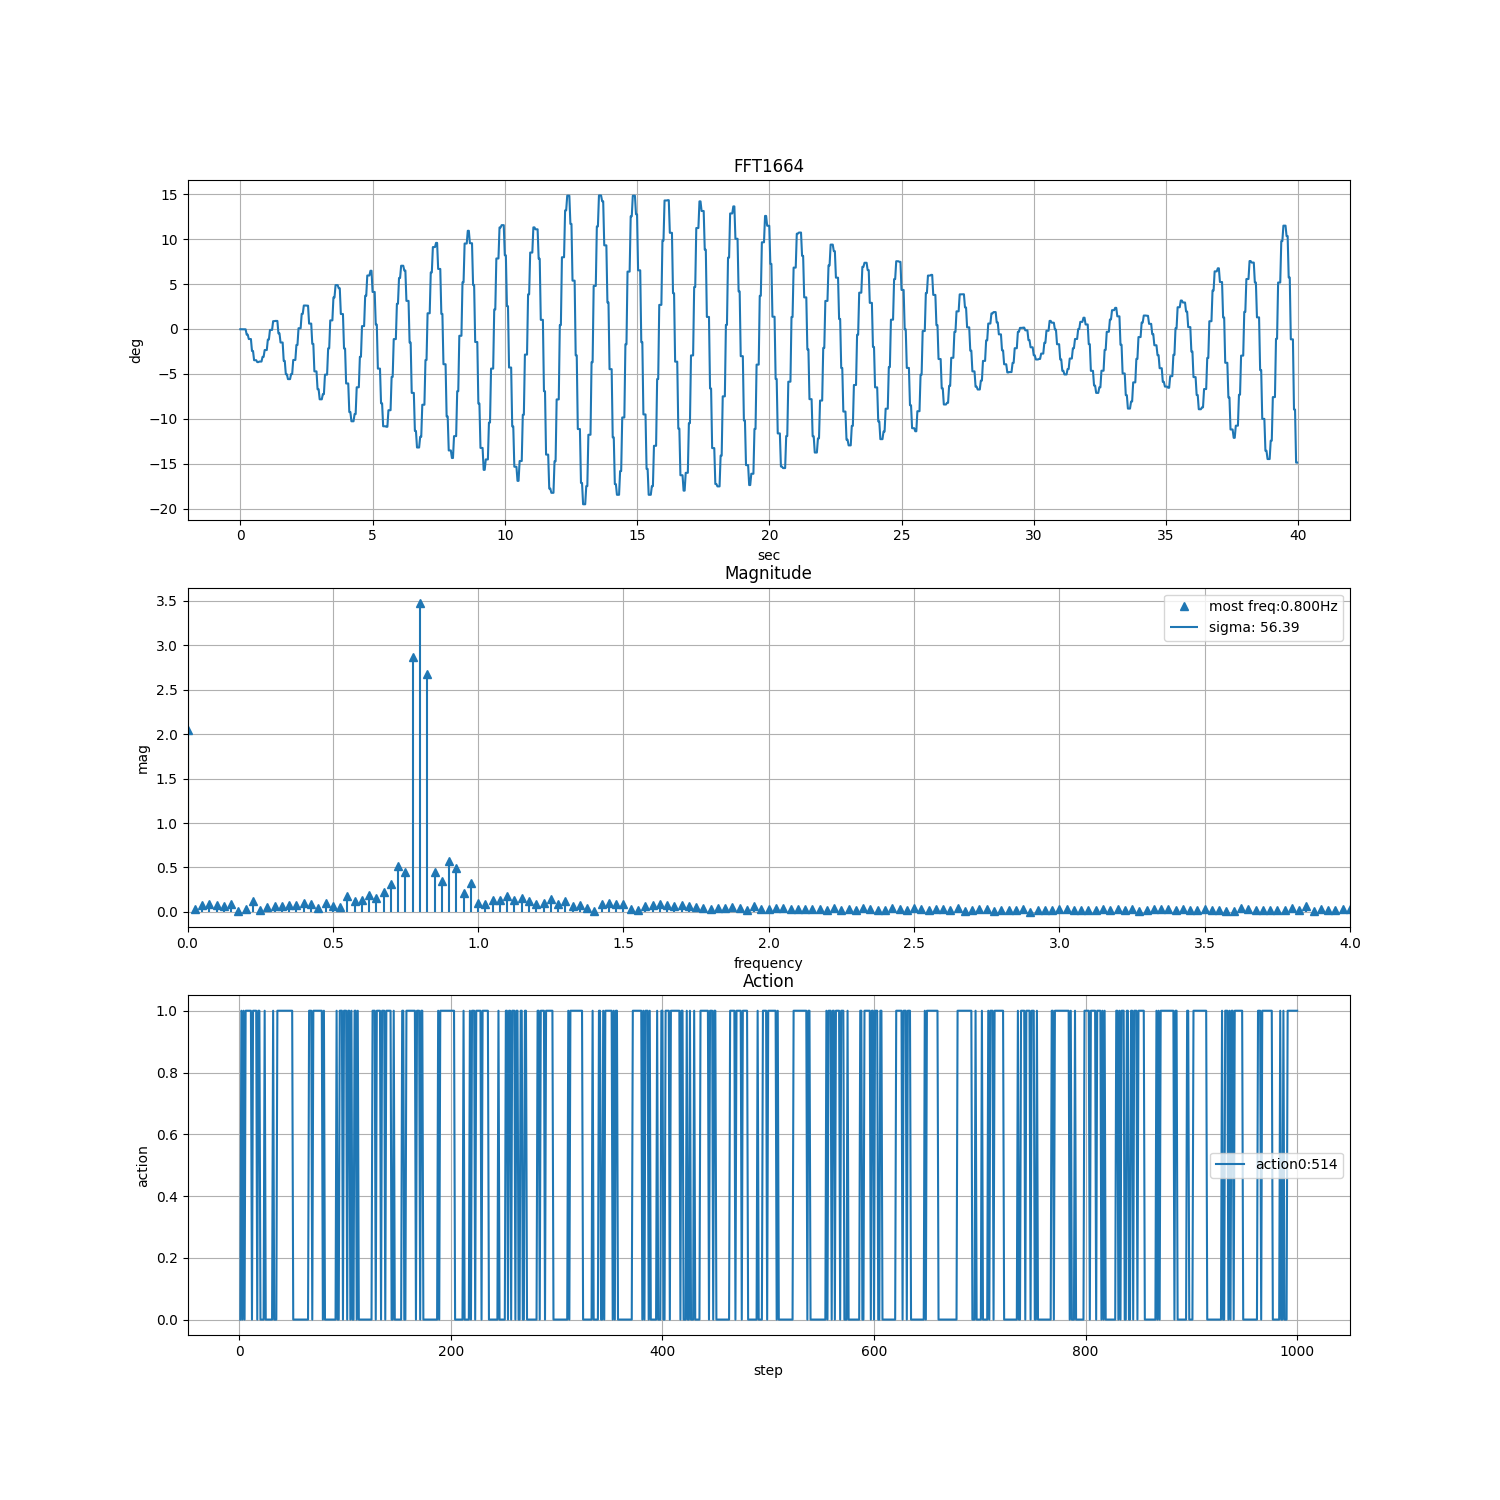 FFT1664
15
10
5
0
−5
−10
−15
−20
deg
0 5 10 15 20 25 30 35 40
sec
Magnitude
3.5
3.0
2.5
2.0
1.5
1.0
0.5
0.0
mag
most freq:0.800Hz
sigma: 56.39
0.0 0.5 1.0 1.5 2.0 2.5 3.0 3.5 4.0
frequency
Action
1.0
0.8
0.6
0.4
0.2
0.0
action
action0:514
0 200 400 600 800 1000
step